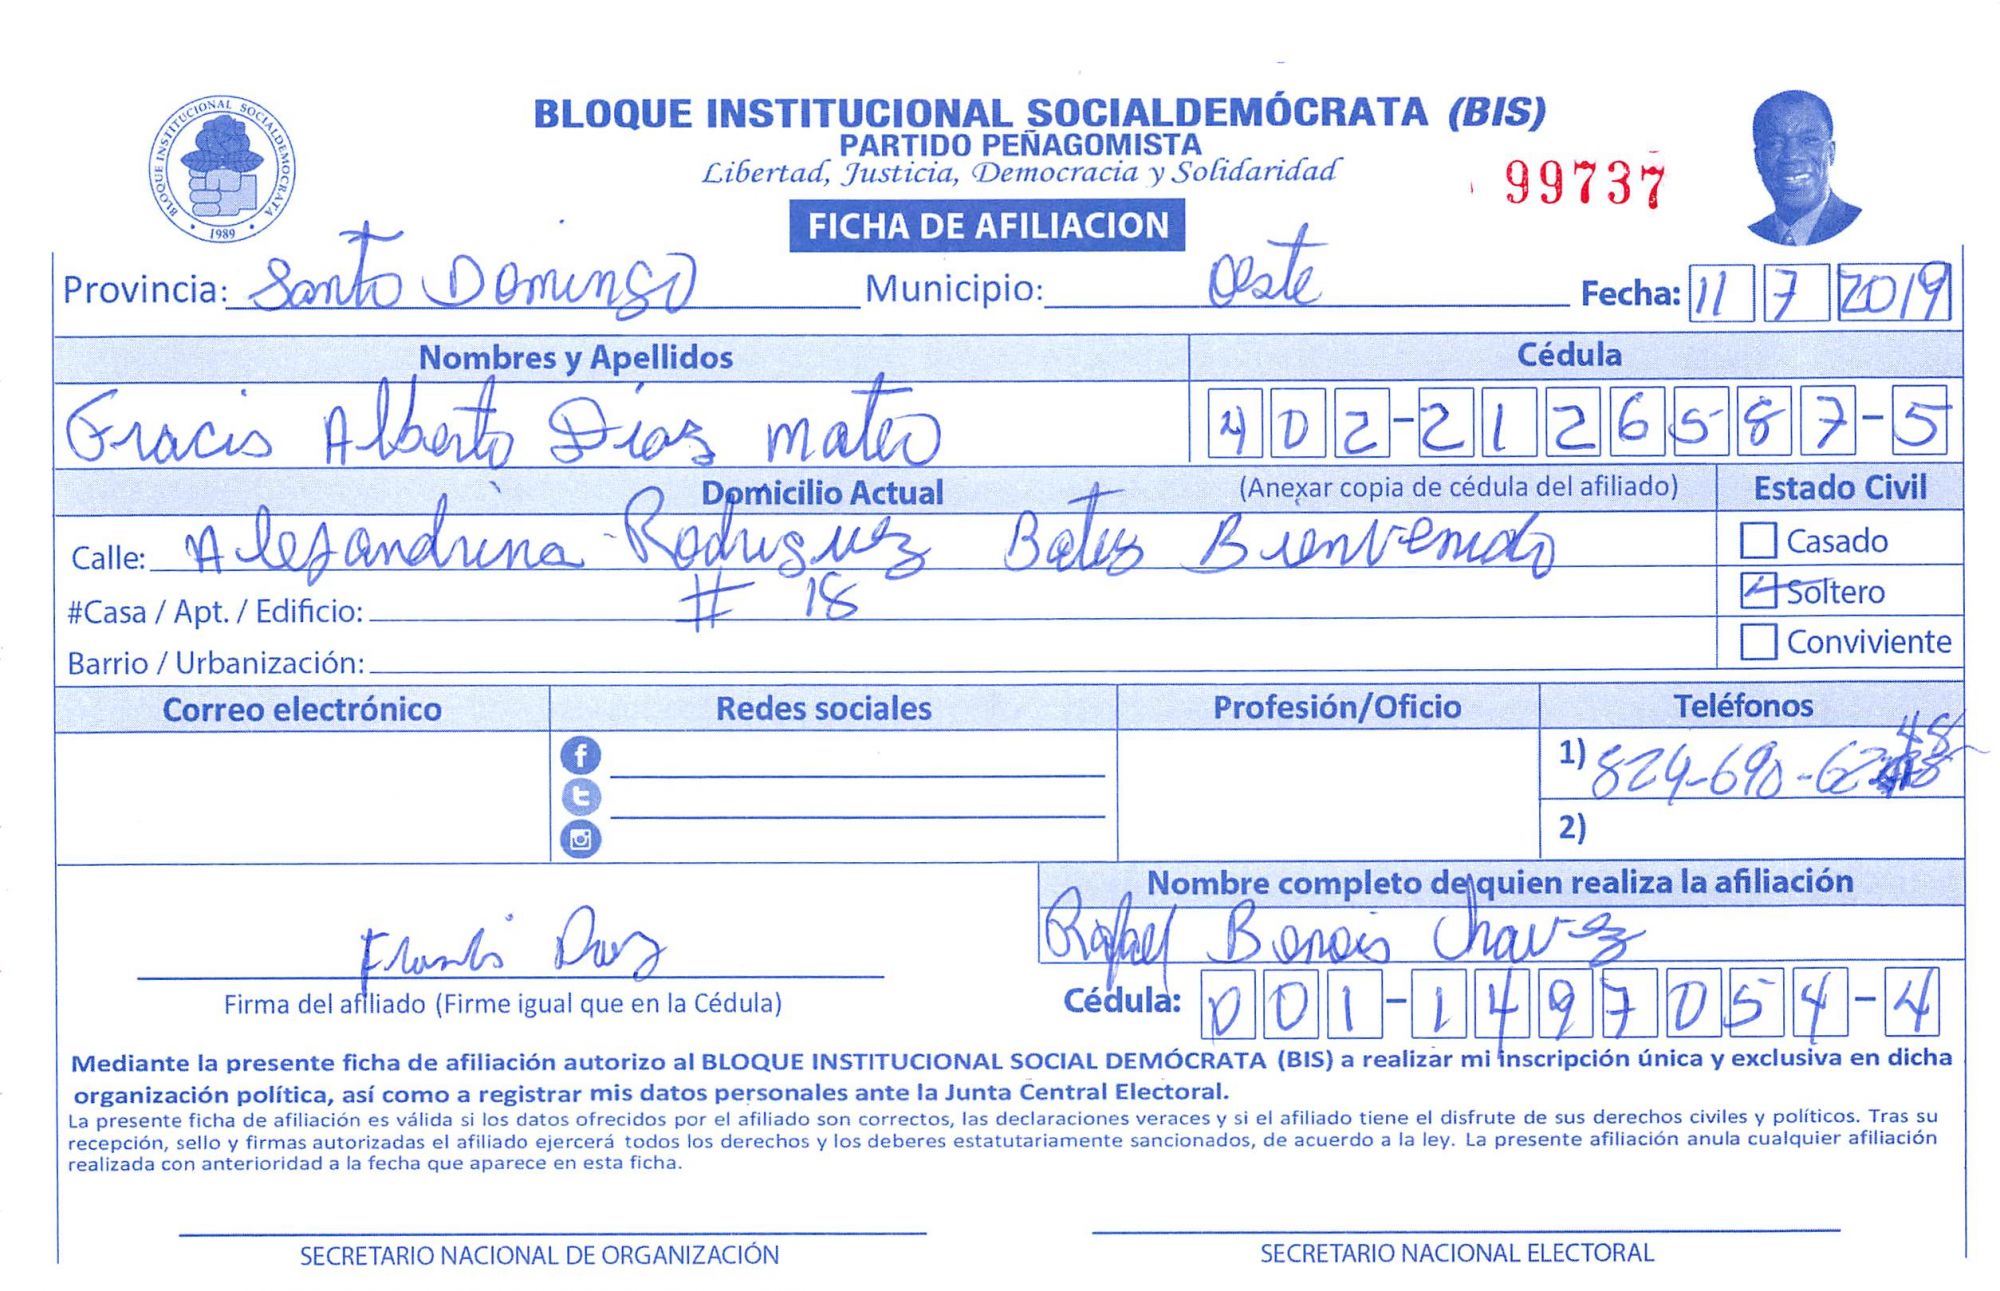 BLOQUE INSTITUCIONAL SOCIALDEMÓCRATA (BIS)
PARTIDO PEÑAGOMISTA
Libertad, Justicia, Democracia y Solidaridad
99737
BLOQUE INSTITUCIONAL SOCIALDEMOCRATA
1989
FICHA DE AFILIACION
Provincia: Santo Domingo Municipio: Oeste Fecha: 11 7 2019
Nombres y Apellidos Cédula
Fracis Alberto Díaz mateo 402-2126587-5
Domicilio Actual (Anexar copia de cédula del afiliado) Estado Civil
Calle: Alejandrina Rodriguez Batey Bienvenido Casado
#Casa / Apt. / Edificio: # 18 Soltero
Barrio / Urbanización: Conviviente
Correo electrónico Redes sociales Profesión/Oficio Teléfonos
1) 824-690-62
2)
Nombre completo de quien realiza la afiliación
Rafael Chavez
Firma del afiliado (Firme igual que en la Cédula) Cédula: 001-1497054-4
Mediante la presente ficha de afiliación autorizo al BLOQUE INSTITUCIONAL SOCIAL DEMÓCRATA (BIS) a realizar mi inscripción única y exclusiva en dicha
organización política, así como a registrar mis datos personales ante la Junta Central Electoral.
La presente ficha de afiliación es válida si los datos ofrecidos por el afiliado son correctos, las declaraciones veraces y si el afiliado tiene el disfrute de sus derechos civiles y políticos. Tras su
recepción, sello y firmas autorizadas el afiliado ejercerá todos los derechos y los deberes estatutariamente sancionados, de acuerdo a la ley. La presente afiliación anula cualquier afiliación
realizada con anterioridad a la fecha que aparece en esta ficha.
SECRETARIO NACIONAL DE ORGANIZACIÓN SECRETARIO NACIONAL ELECTORAL